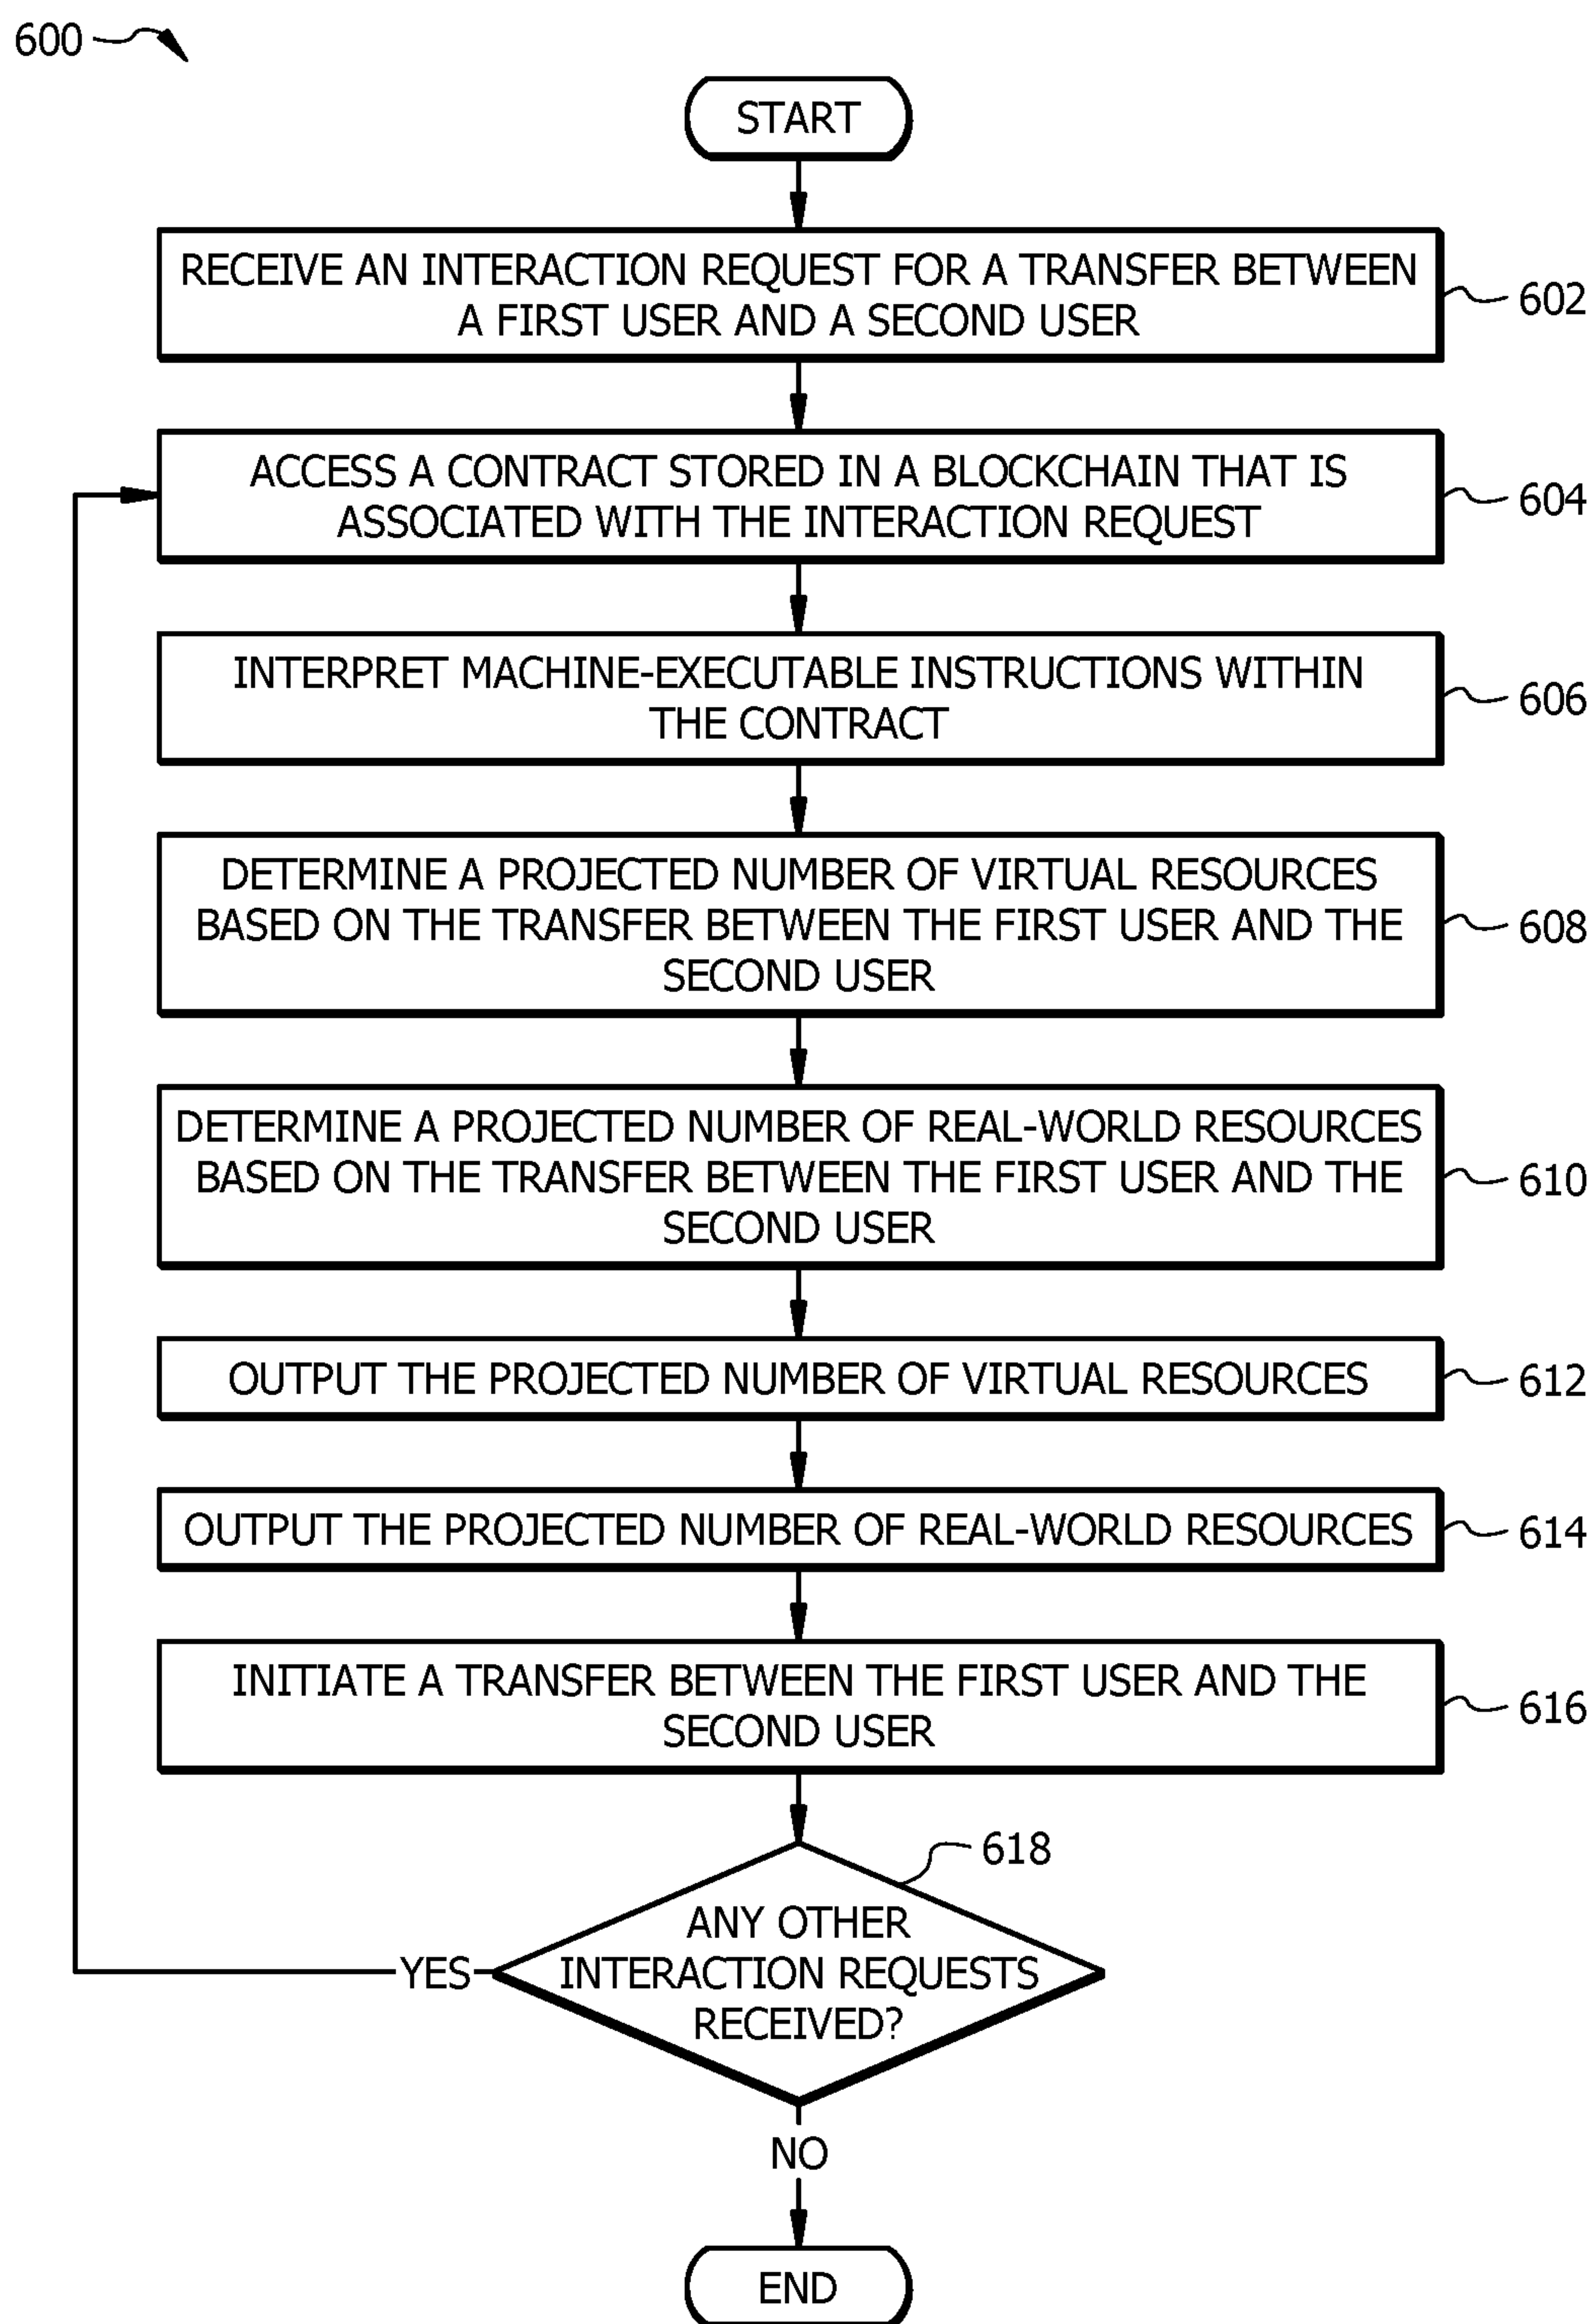 600
START
RECEIVE AN INTERACTION REQUEST FOR A TRANSFER BETWEEN
A FIRST USER AND A SECOND USER
602
ACCESS A CONTRACT STORED IN A BLOCKCHAIN THAT IS
ASSOCIATED WITH THE INTERACTION REQUEST
604
INTERPRET MACHINE-EXECUTABLE INSTRUCTIONS WITHIN
THE CONTRACT
606
DETERMINE A PROJECTED NUMBER OF VIRTUAL RESOURCES
BASED ON THE TRANSFER BETWEEN THE FIRST USER AND THE
SECOND USER
608
DETERMINE A PROJECTED NUMBER OF REAL-WORLD RESOURCES
BASED ON THE TRANSFER BETWEEN THE FIRST USER AND THE
SECOND USER
610
OUTPUT THE PROJECTED NUMBER OF VIRTUAL RESOURCES
612
OUTPUT THE PROJECTED NUMBER OF REAL-WORLD RESOURCES
614
INITIATE A TRANSFER BETWEEN THE FIRST USER AND THE
SECOND USER
616
618
ANY OTHER
INTERACTION REQUESTS
RECEIVED?
YES
NO
END